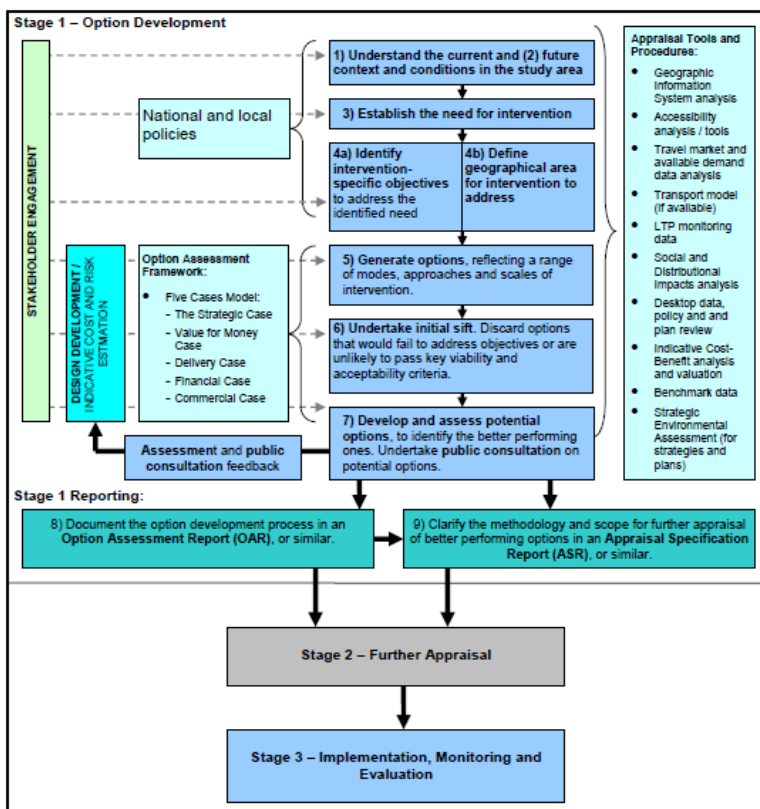 Stage 1 – Option Development
STAKEHOLDER ENGAGEMENT
National and local
policies
1) Understand the current and (2) future
context and conditions in the study area
3) Establish the need for intervention
4a) Identify
intervention-
specific objectives
to address the
identified need
4b) Define
geographical area
for intervention to
address
DESIGN DEVELOPMENT /
INDICATIVE COST AND RISK
ESTMATION
Option Assessment
Framework:
• Five Cases Model:
– The Strategic Case
– Value for Money
Case
– Delivery Case
– Financial Case
– Commercial Case
5) Generate options, reflecting a range
of modes, approaches and scales of
intervention.
6) Undertake initial sift. Discard options
that would fail to address objectives or are
unlikely to pass key viability and
acceptability criteria.
7) Develop and assess potential
options, to identify the better performing
ones. Undertake public consultation on
potential options.
Assessment and public
consultation feedback
Appraisal Tools and
Procedures:
• Geographic
Information
System analysis
• Accessibility
analysis / tools
• Travel market and
available demand
data analysis
• Transport model
(if available)
• LTP monitoring
data
• Social and
Distributional
Impacts analysis
• Desktop data,
policy and and
plan review
• Indicative Cost-
Benefit analysis
and valuation
• Benchmark data
• Strategic
Environmental
Assessment (for
strategies and
plans)
Stage 1 Reporting:
8) Document the option development process in an
Option Assessment Report (OAR), or similar.
9) Clarify the methodology and scope for further appraisal
of better performing options in an Appraisal Specification
Report (ASR), or similar.
Stage 2 – Further Appraisal
Stage 3 – Implementation, Monitoring and
Evaluation